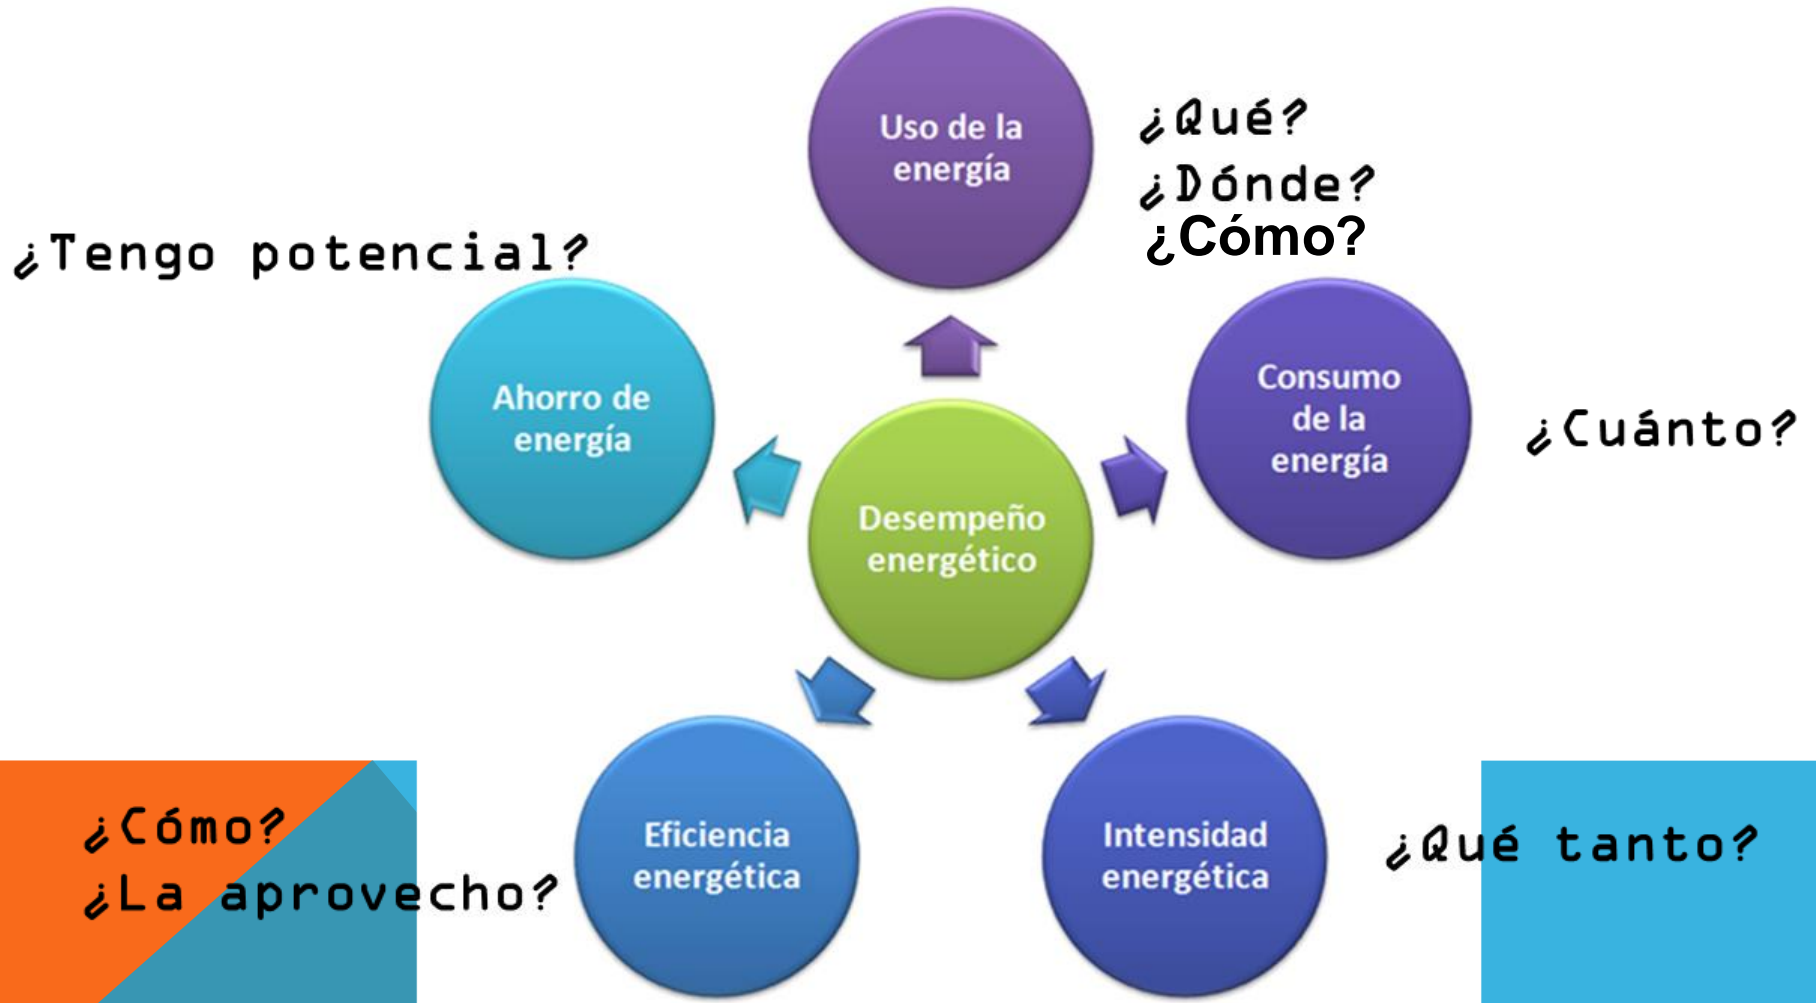 Uso de la
energía
¿Qué?
¿Dónde?
¿Cómo?
¿Tengo potencial?
Ahorro de
energía
Consumo
de la
energía
¿Cuánto?
Desempeño
energético
¿Cómo?
¿La aprovecho?
Eficiencia
energética
Intensidad
energética
¿Qué tanto?